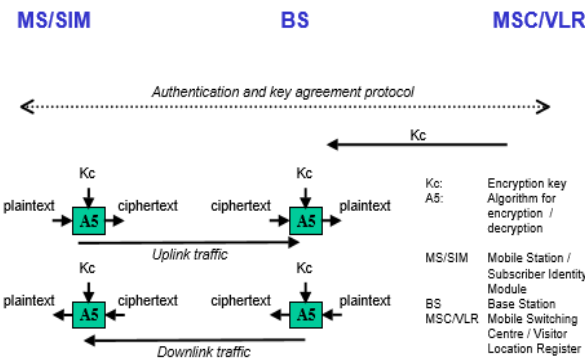 MS/SIM BS MSC/VLR
Authentication and key agreement protocol
Kc
Kc Kc
plaintext ciphertext ciphertext plaintext
A5 A5
Uplink traffic
Kc Kc
plaintext ciphertext ciphertext plaintext
A5 A5
Downlink traffic
Kc: Encryption key
A5: Algorithm for
encryption /
decryption
MS/SIM Mobile Station /
Subscriber Identity
Module
BS Base Station
MSC/VLR Mobile Switching
Centre / Visitor
Location Register